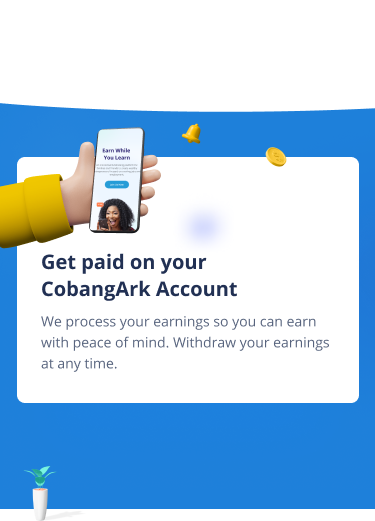 Earn While
You Learn
Get paid on your
CobangArk Account
We process your earnings so you can earn
with peace of mind. Withdraw your earnings
at any time.